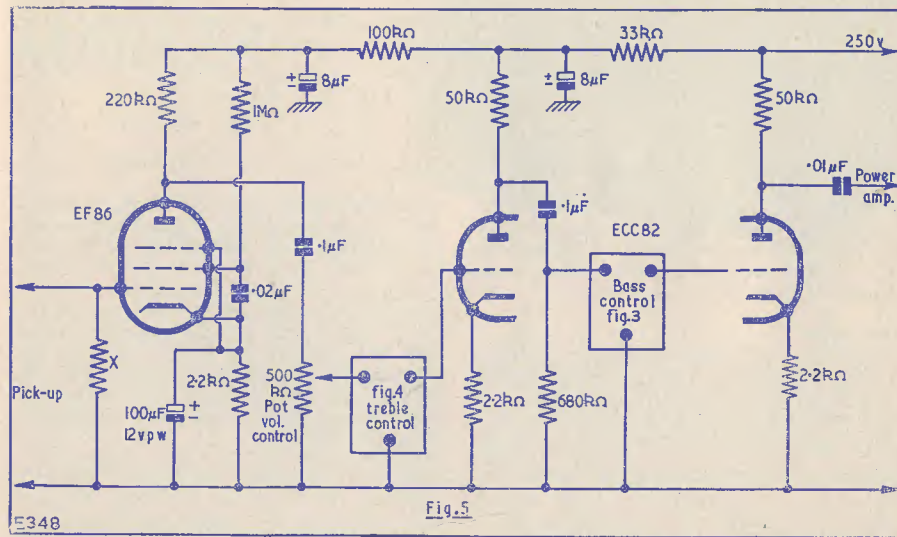 100kΩ
33kΩ
250v
220kΩ
1MΩ
+
-
8μF
50kΩ
+
-
8μF
50kΩ
·01μF
Power
amp.
EF86
·1μF
·1μF
ECC82
·02μF
Bass
control
fig.3
X
Pick-up
2·2kΩ
500
kΩ
Pot
vol.
control
fig.4
treble
control
2·2kΩ
680kΩ
2·2kΩ
100μF
12vpw
+
-
Fig.5
E348